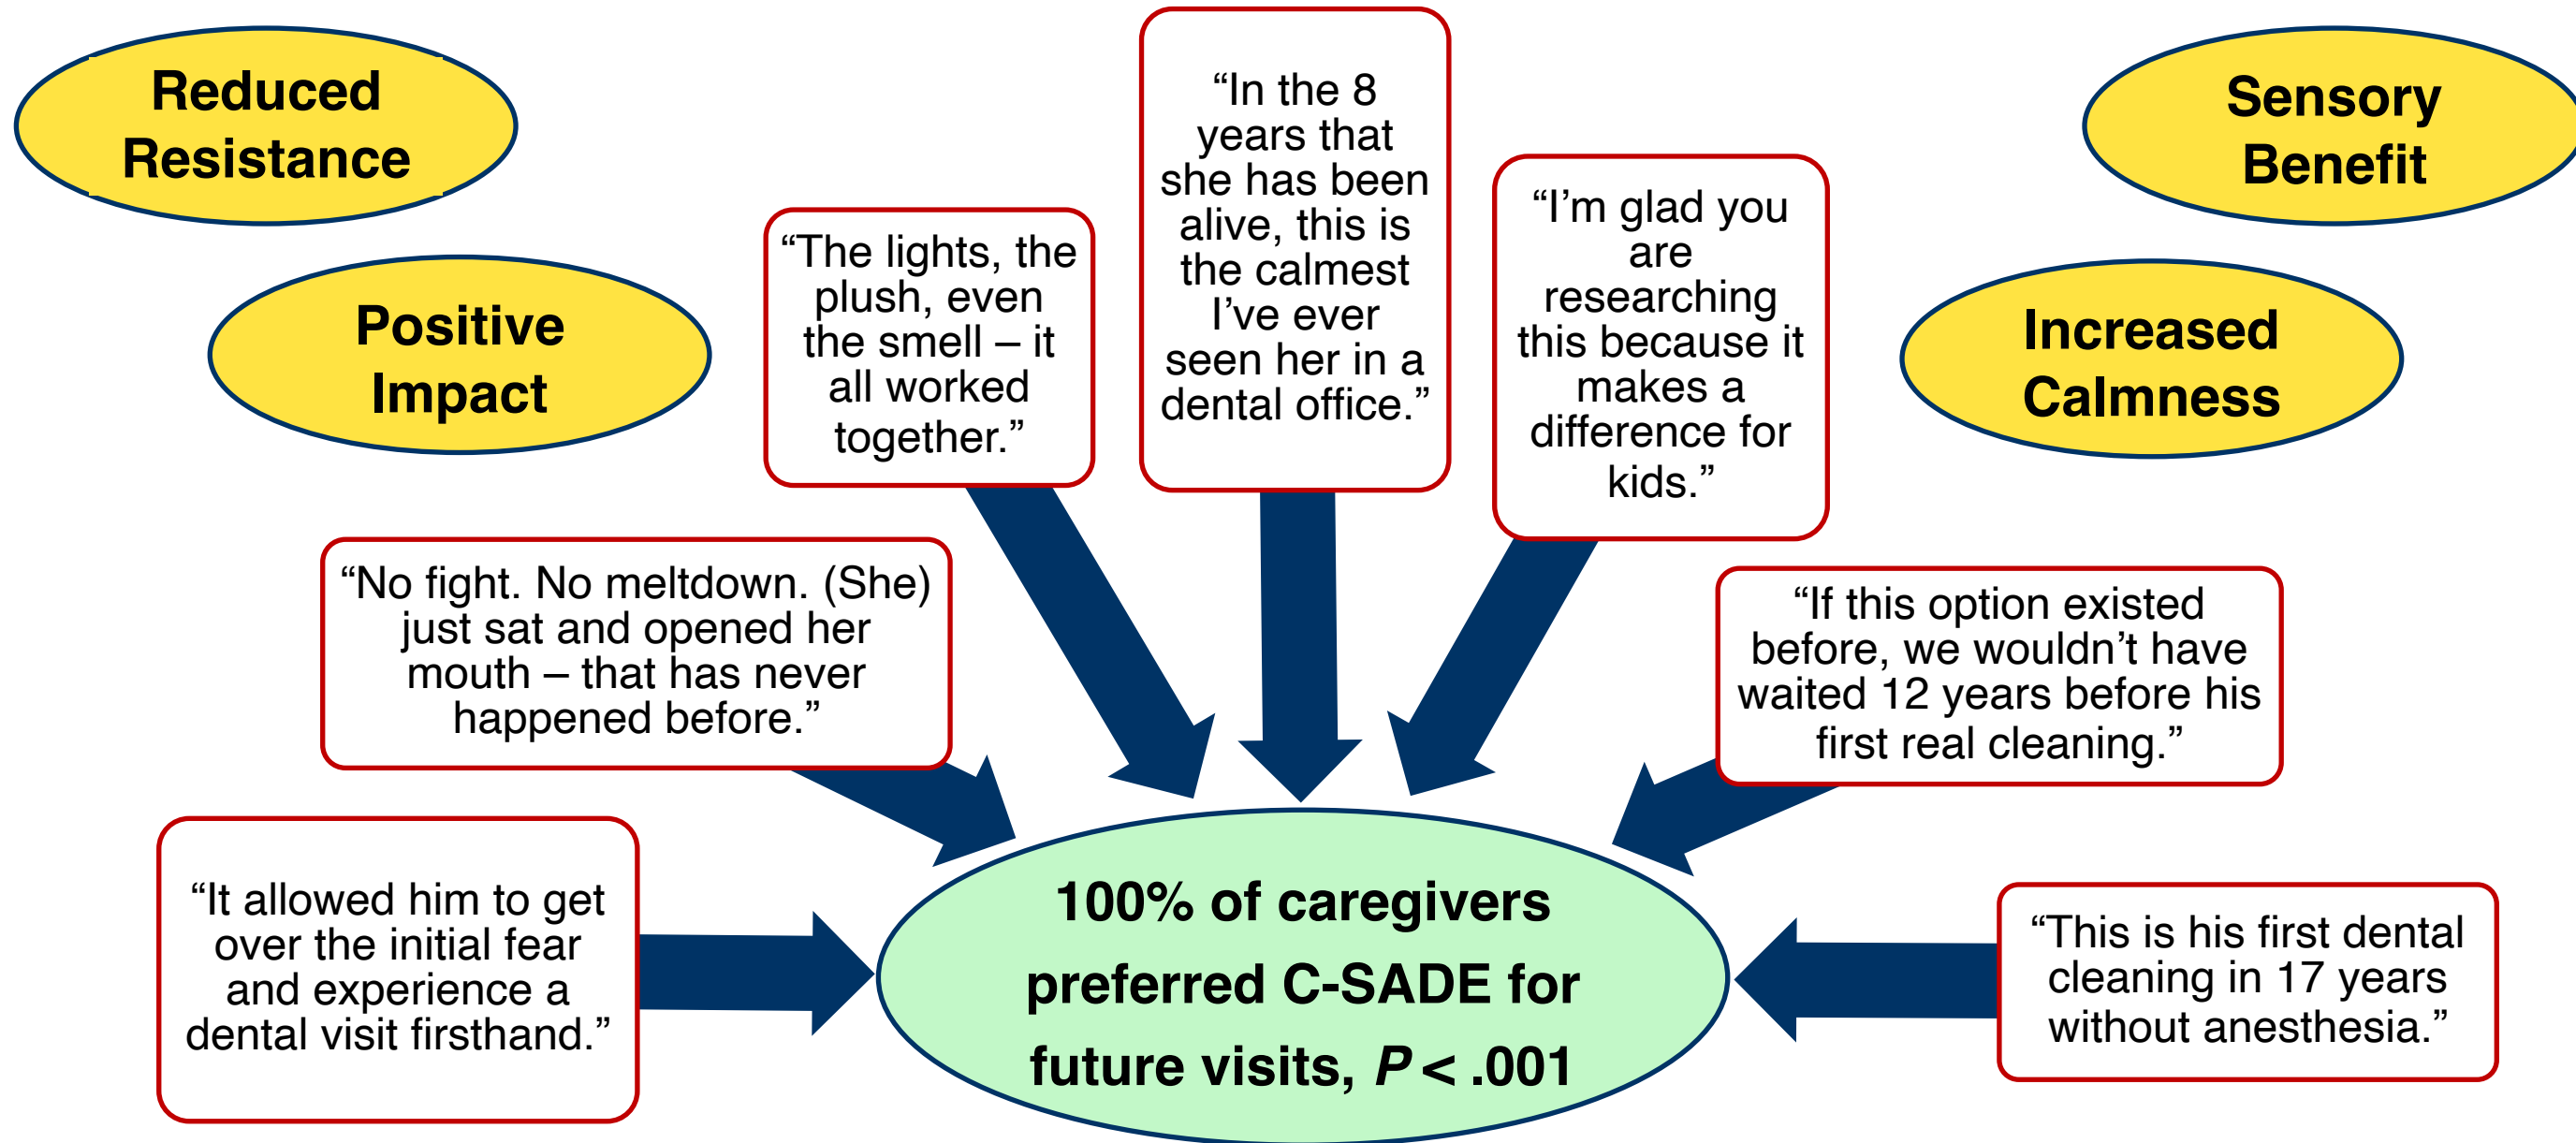 Reduced
Resistance
Positive
Impact
“The lights, the
plush, even
the smell – it
all worked
together.”
“In the 8
years that
she has been
alive, this is
the calmest
I’ve ever
seen her in a
dental office.”
“I’m glad you
are
researching
this because it
makes a
difference for
kids.”
Sensory
Benefit
Increased
Calmness
“No fight. No meltdown. (She)
just sat and opened her
mouth – that has never
happened before.”
“If this option existed
before, we wouldn’t have
waited 12 years before his
first real cleaning.”
“It allowed him to get
over the initial fear
and experience a
dental visit firsthand.”
100% of caregivers
preferred C-SADE for
future visits, P < .001
“This is his first dental
cleaning in 17 years
without anesthesia.”